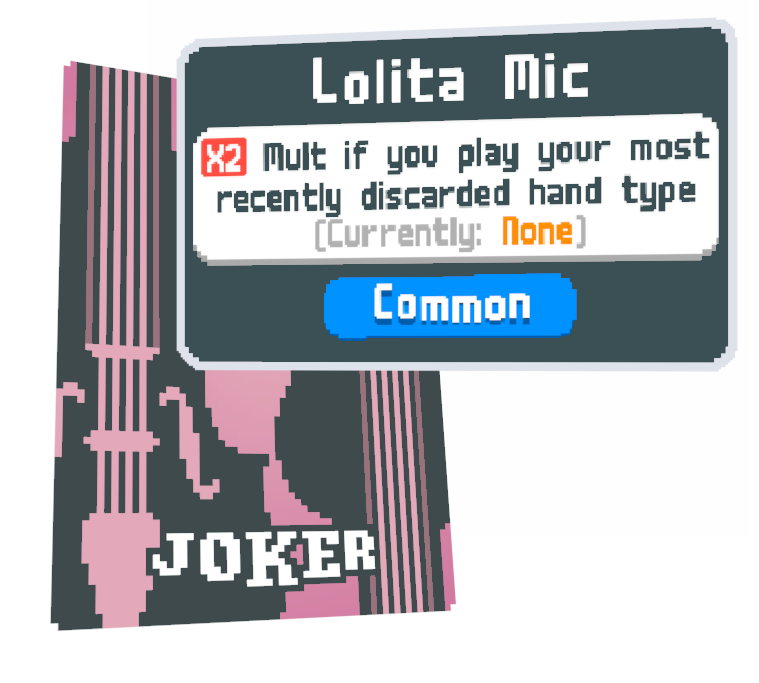 Lolita Mic
X2 Mult if you play your most
recently discarded hand type
(Currently: None)
Common
JOKER